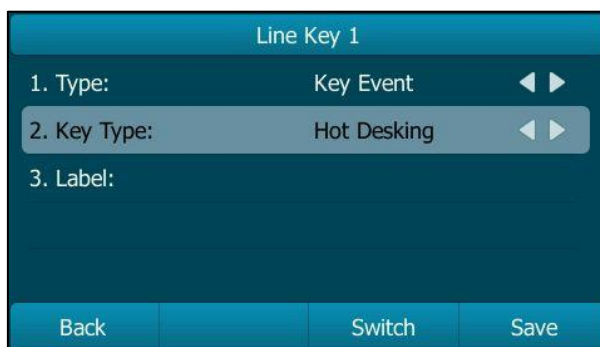 Line Key 1
1. Type: Key Event
2. Key Type: Hot Desking
3. Label:
Back Switch Save